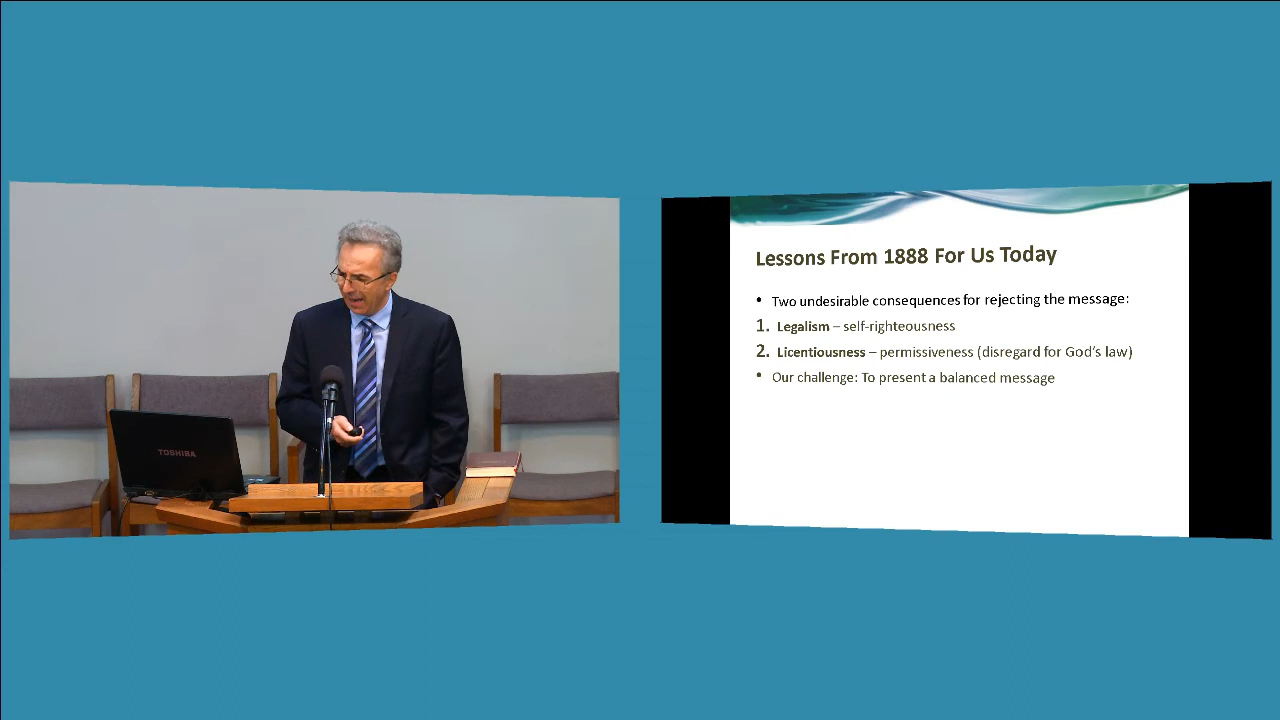 TOSHIBA
Lessons From 1888 For Us Today
• Two undesirable consequences for rejecting the message:
1. Legalism – self-righteousness
2. Licentiousness – permissiveness (disregard for God's law)
• Our challenge: To present a balanced message